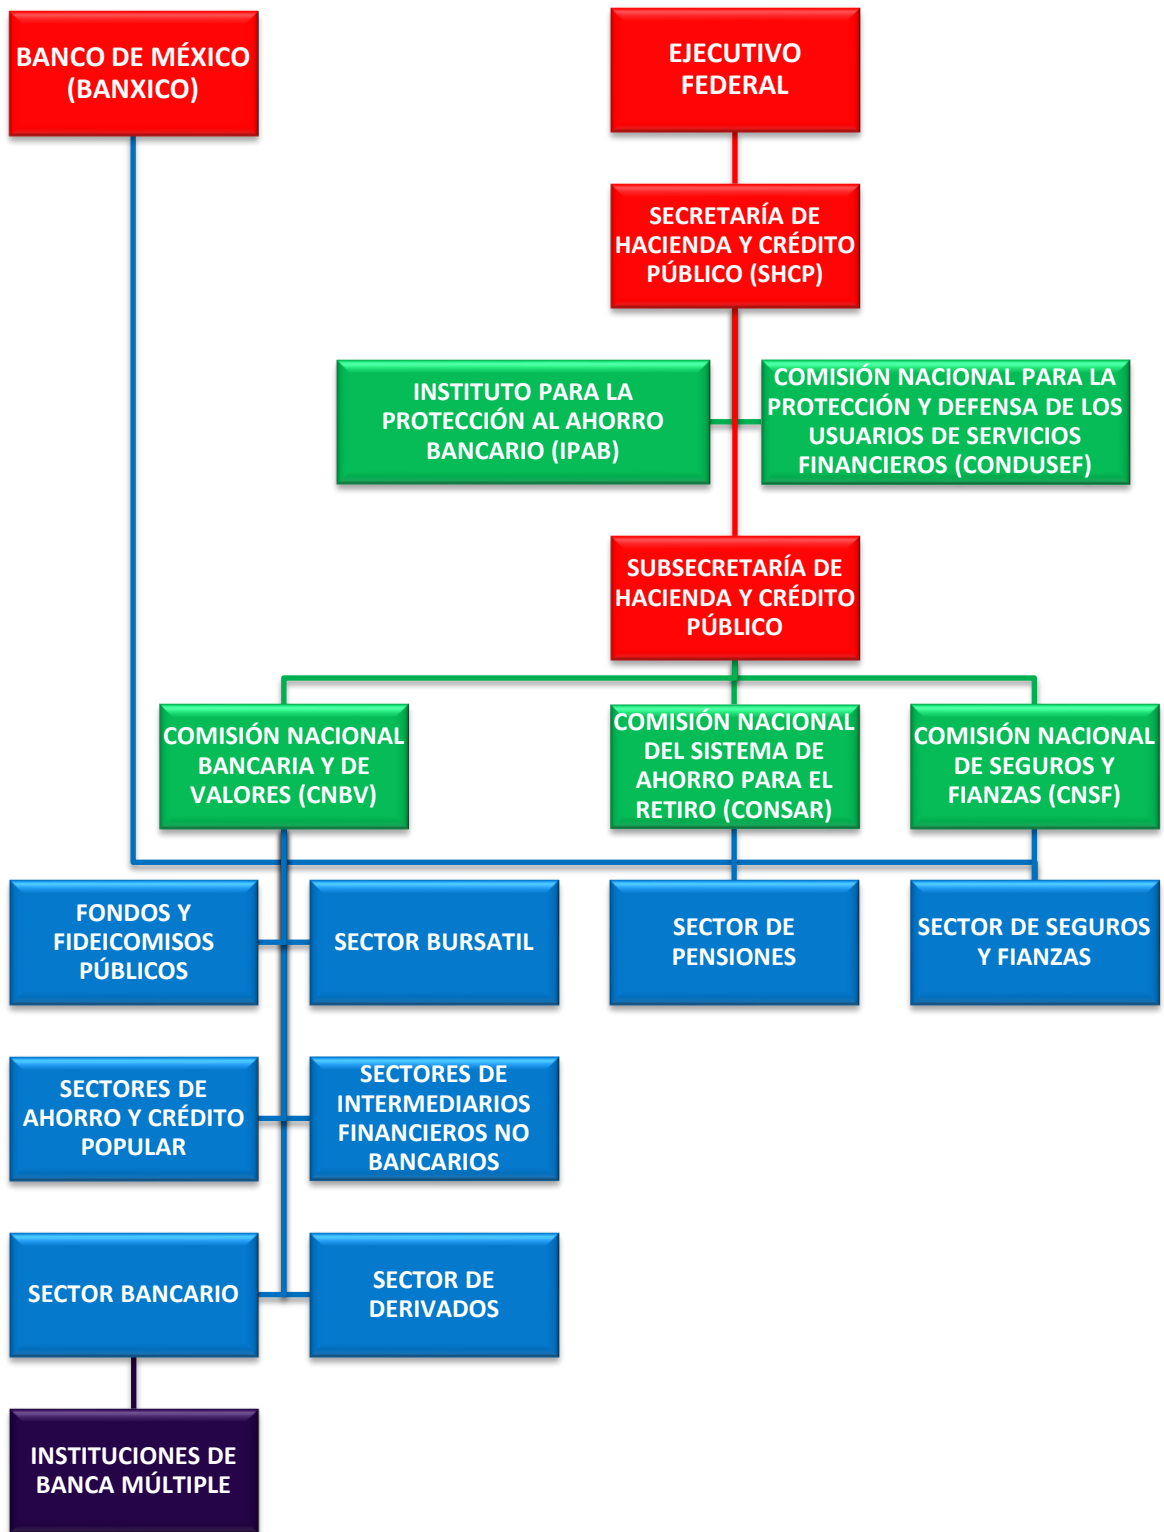 BANCO DE MÉXICO
(BANXICO)
EJECUTIVO
FEDERAL
SECRETARÍA DE
HACIENDA Y CRÉDITO
PÚBLICO (SHCP)
INSTITUTO PARA LA
PROTECCIÓN AL AHORRO
BANCARIO (IPAB)
COMISIÓN NACIONAL PARA LA
PROTECCIÓN Y DEFENSA DE LOS
USUARIOS DE SERVICIOS
FINANCIEROS (CONDUSEF)
SUBSECRETARÍA DE
HACIENDA Y CRÉDITO
PÚBLICO
COMISIÓN NACIONAL
BANCARIA Y DE
VALORES (CNBV)
COMISIÓN NACIONAL
DEL SISTEMA DE
AHORRO PARA EL
RETIRO (CONSAR)
COMISIÓN NACIONAL
DE SEGUROS Y
FIANZAS (CNSF)
FONDOS Y
FIDEICOMISOS
PÚBLICOS
SECTOR BURSATIL
SECTOR DE
PENSIONES
SECTOR DE SEGUROS
Y FIANZAS
SECTORES DE
AHORRO Y CRÉDITO
POPULAR
SECTORES DE
INTERMEDIARIOS
FINANCIEROS NO
BANCARIOS
SECTOR BANCARIO
SECTOR DE
DERIVADOS
INSTITUCIONES DE
BANCA MÚLTIPLE